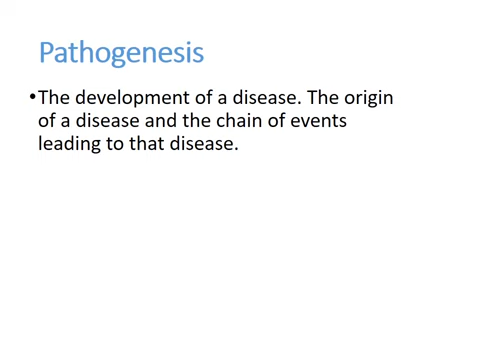 Pathogenesis
•The development of a disease. The origin
of a disease and the chain of events
leading to that disease.